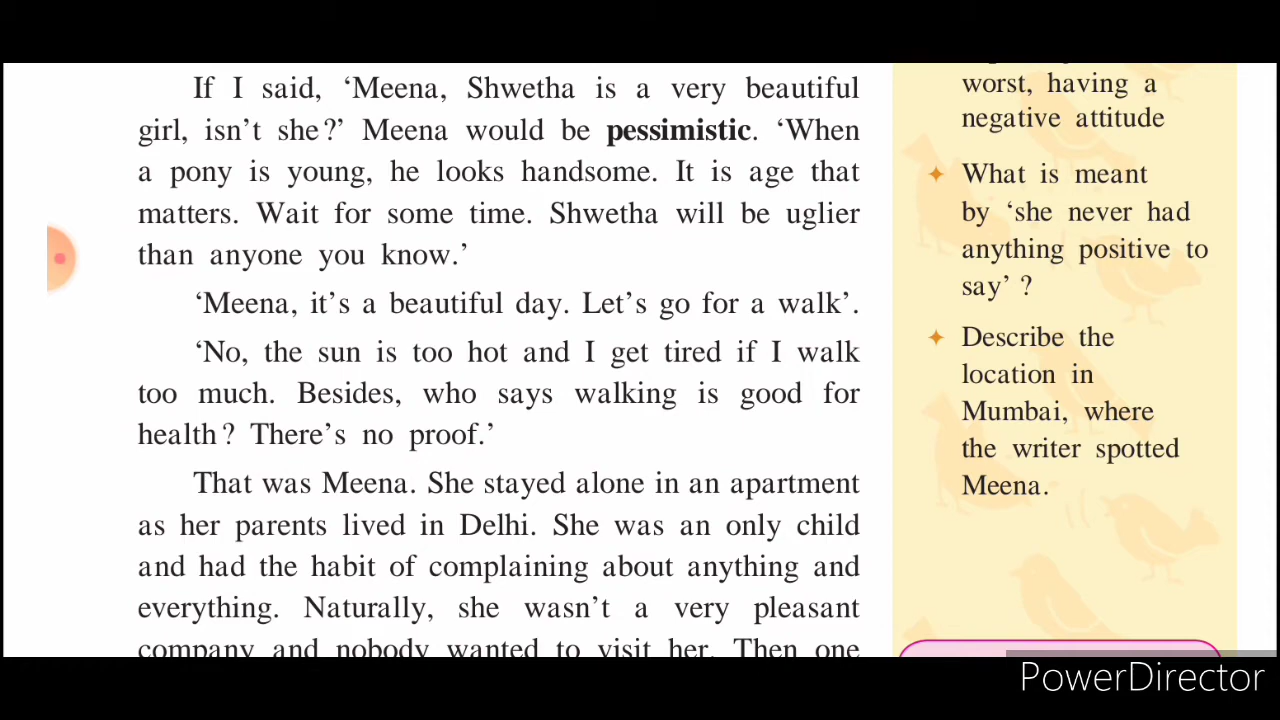 If I said, ‘Meena, Shwetha is a very beautiful
girl, isn’t she?’ Meena would be pessimistic. ‘When
a pony is young, he looks handsome. It is age that
matters. Wait for some time. Shwetha will be uglier
than anyone you know.’
‘Meena, it’s a beautiful day. Let’s go for a walk’.
‘No, the sun is too hot and I get tired if I walk
too much. Besides, who says walking is good for
health? There’s no proof.’
That was Meena. She stayed alone in an apartment
as her parents lived in Delhi. She was an only child
and had the habit of complaining about anything and
everything. Naturally, she wasn’t a very pleasant
company and nobody wanted to visit her. Then one
worst, having a
negative attitude
✦ What is meant
by ‘she never had
anything positive to
say’ ?
✦ Describe the
location in
Mumbai, where
the writer spotted
Meena.
PowerDirector